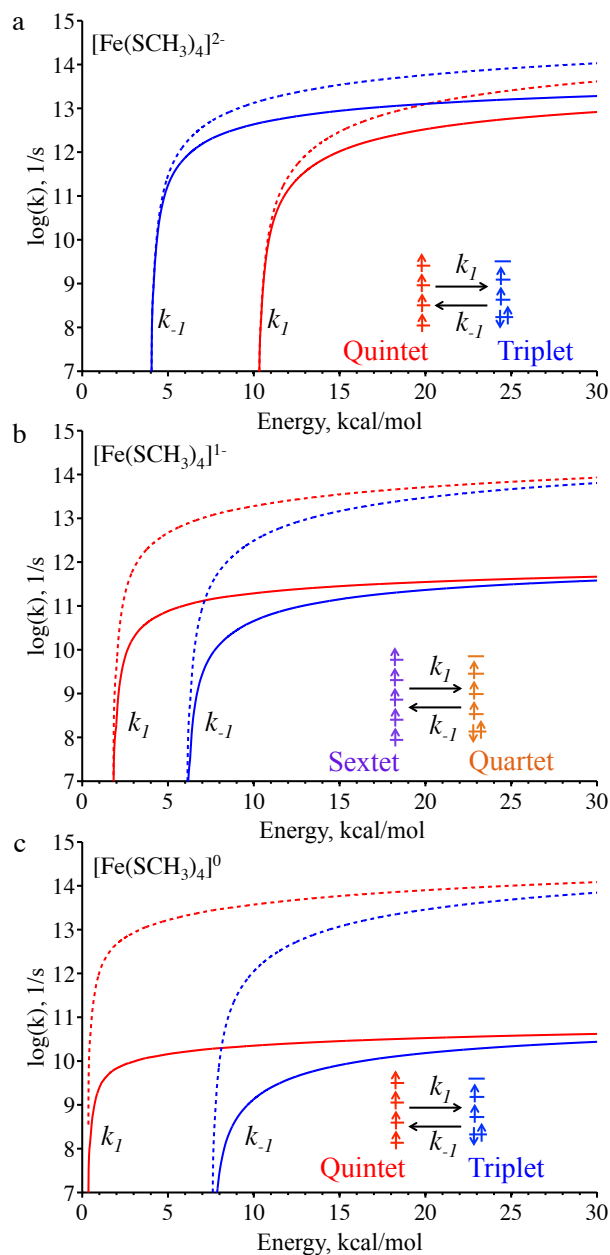 a
[Fe(SCH₃)₄]²⁻
15
14
13
12
11
10
9
8
7
log(k), 1/s
k₋₁
k₁
k₁
k₋₁
Quintet
Triplet
0 5 10 15 20 25 30
Energy, kcal/mol
b
[Fe(SCH₃)₄]¹⁻
15
14
13
12
11
10
9
8
7
log(k), 1/s
k₁
k₋₁
k₁
k₋₁
Sextet
Quartet
0 5 10 15 20 25 30
Energy, kcal/mol
c
[Fe(SCH₃)₄]⁰
15
14
13
12
11
10
9
8
7
log(k), 1/s
k₁
k₋₁
k₁
k₋₁
Quintet
Triplet
0 5 10 15 20 25 30
Energy, kcal/mol